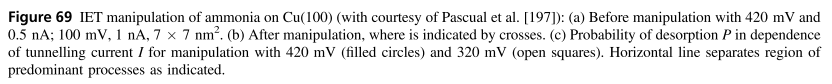 Figure 69 IET manipulation of ammonia on Cu(100) (with courtesy of Pascual et al. [197]): (a) Before manipulation with 420 mV and
0.5 nA; 100 mV, 1 nA, 7 × 7 nm². (b) After manipulation, where is indicated by crosses. (c) Probability of desorption P in dependence
of tunnelling current I for manipulation with 420 mV (filled circles) and 320 mV (open squares). Horizontal line separates region of
predominant processes as indicated.